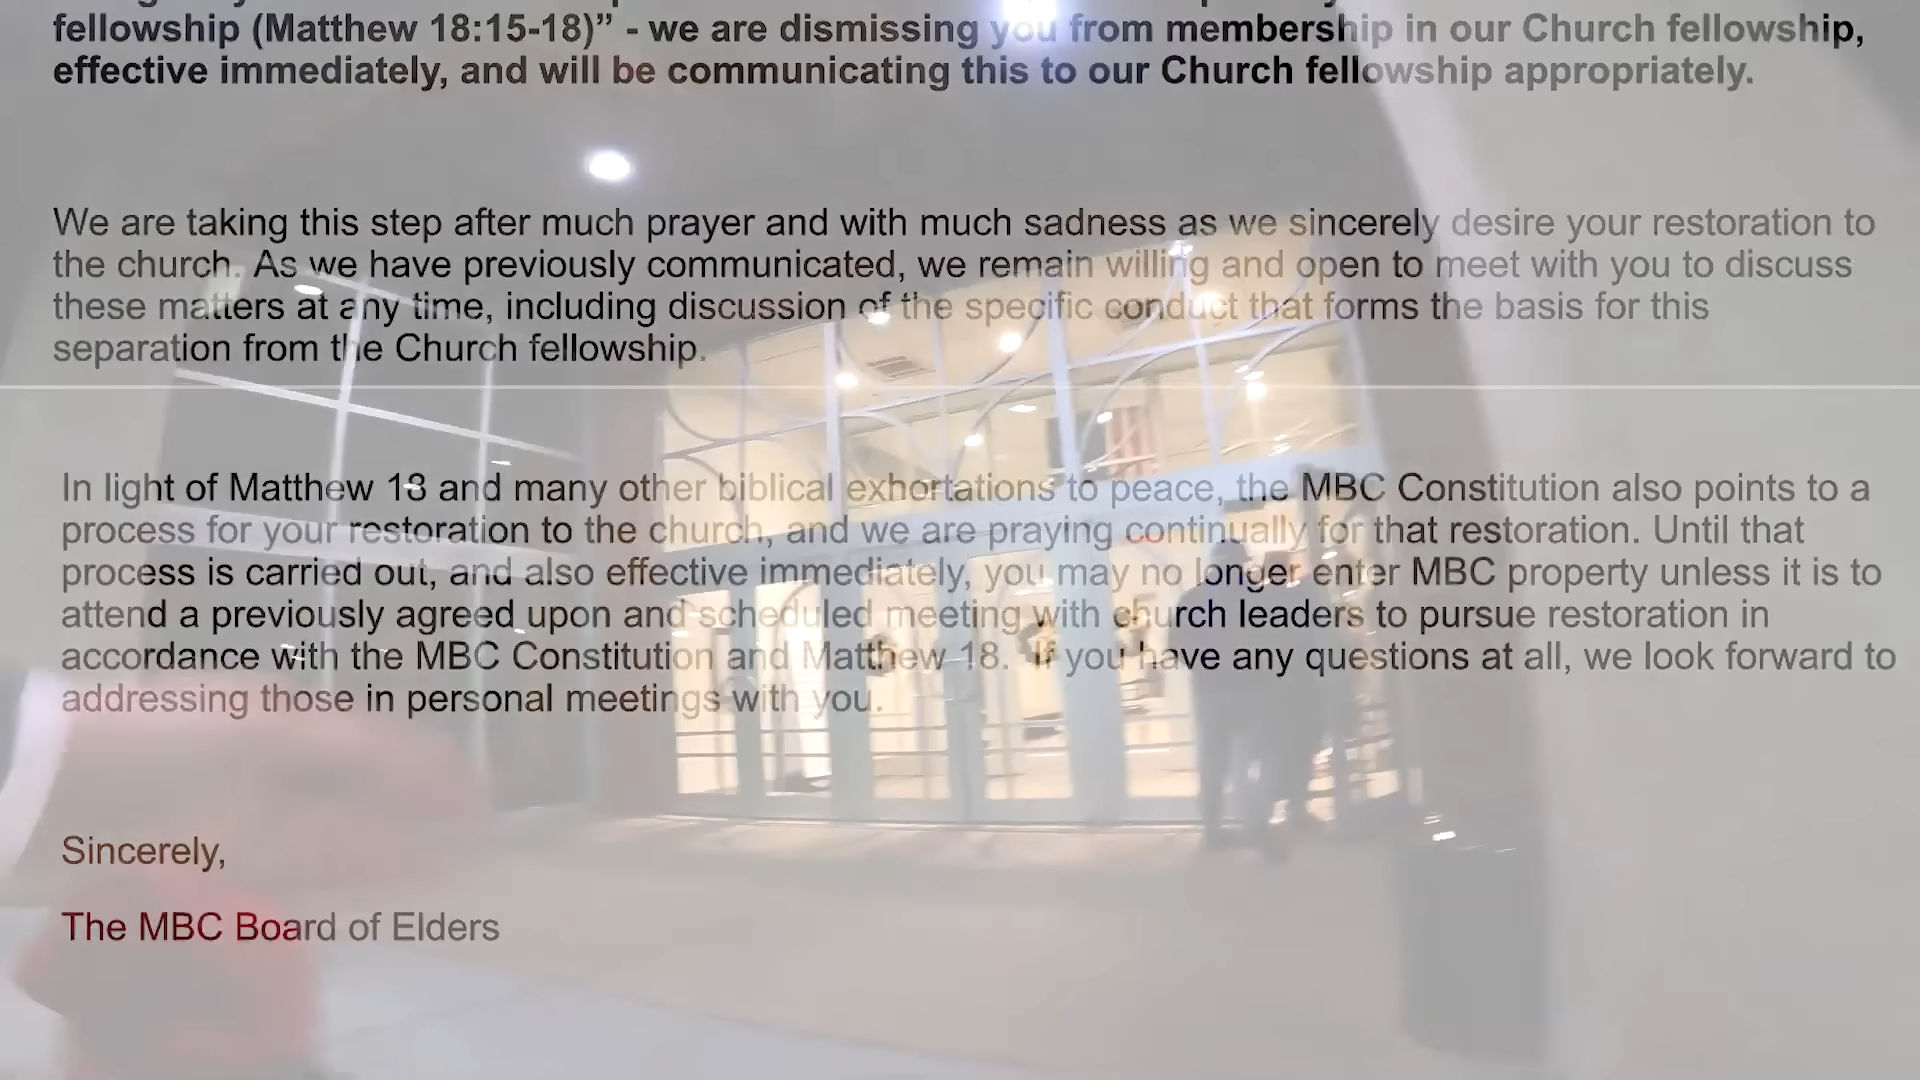 fellowship (Matthew 18:15-18)” - we are dismissing you from membership in our Church fellowship,
effective immediately, and will be communicating this to our Church fellowship appropriately.
We are taking this step after much prayer and with much sadness as we sincerely desire your restoration to
the church. As we have previously communicated, we remain willing and open to meet with you to discuss
these matters at any time, including discussion of the specific conduct that forms the basis for this
separation from the Church fellowship.
In light of Matthew 18 and many other biblical exhortations to peace, the MBC Constitution also points to a
process for your restoration to the church, and we are praying continually for that restoration. Until that
process is carried out, and also effective immediately, you may no longer enter MBC property unless it is to
attend a previously agreed upon and scheduled meeting with church leaders to pursue restoration in
accordance with the MBC Constitution and Matthew 18. If you have any questions at all, we look forward to
addressing those in personal meetings with you.
Sincerely,
The MBC Board of Elders